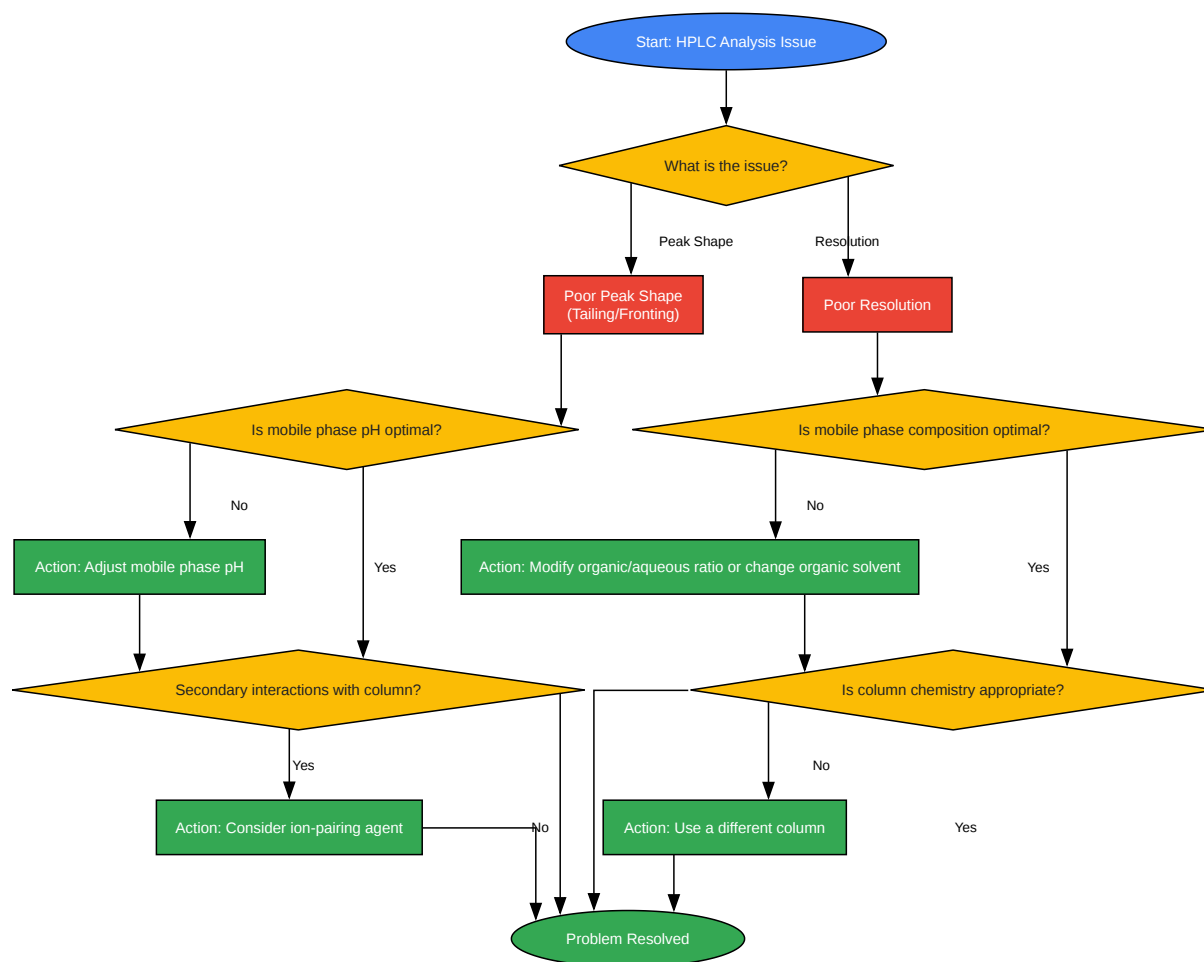 Start: HPLC Analysis Issue
What is the issue?
Peak Shape
Resolution
Poor Peak Shape
(Tailing/Fronting)
Poor Resolution
Is mobile phase pH optimal?
Is mobile phase composition optimal?
No
No
Action: Adjust mobile phase pH
Yes
Action: Modify organic/aqueous ratio or change organic solvent
Yes
Secondary interactions with column?
Is column chemistry appropriate?
Yes
No
Action: Consider ion-pairing agent
No
Action: Use a different column
Yes
Problem Resolved